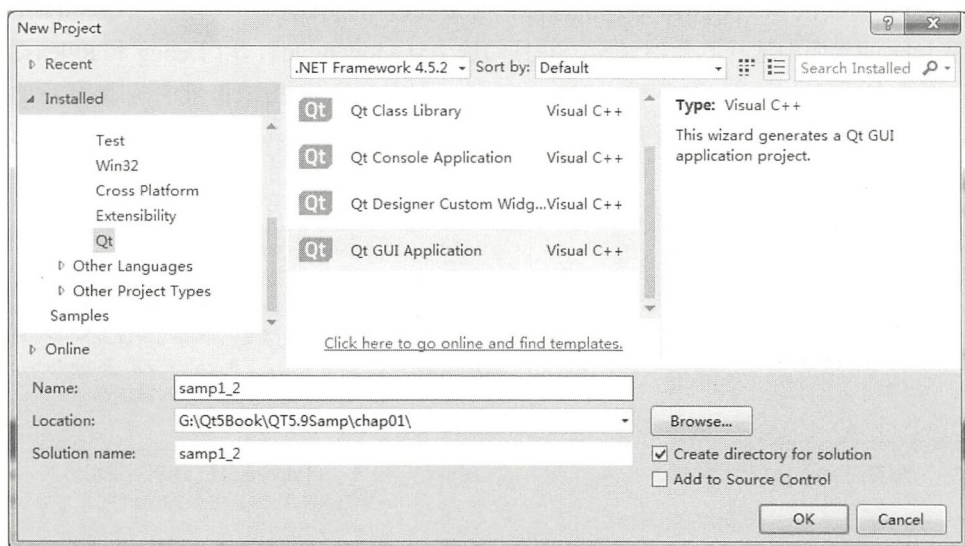 New Project
Recent
.NET Framework 4.5.2 Sort by: Default Search Installed
Installed
Test
Win32
Cross Platform
Extensibility
Qt
Other Languages
Other Project Types
Samples
Online
Qt Qt Class Library Visual C++
Qt Qt Console Application Visual C++
Qt Qt Designer Custom Widg...Visual C++
Qt Qt GUI Application Visual C++
Click here to go online and find templates.
Type: Visual C++
This wizard generates a Qt GUI
application project.
Name: samp1_2
Location: G:\Qt5Book\QT5.9Samp\chap01\ Browse...
Solution name: samp1_2
Create directory for solution
Add to Source Control
OK Cancel